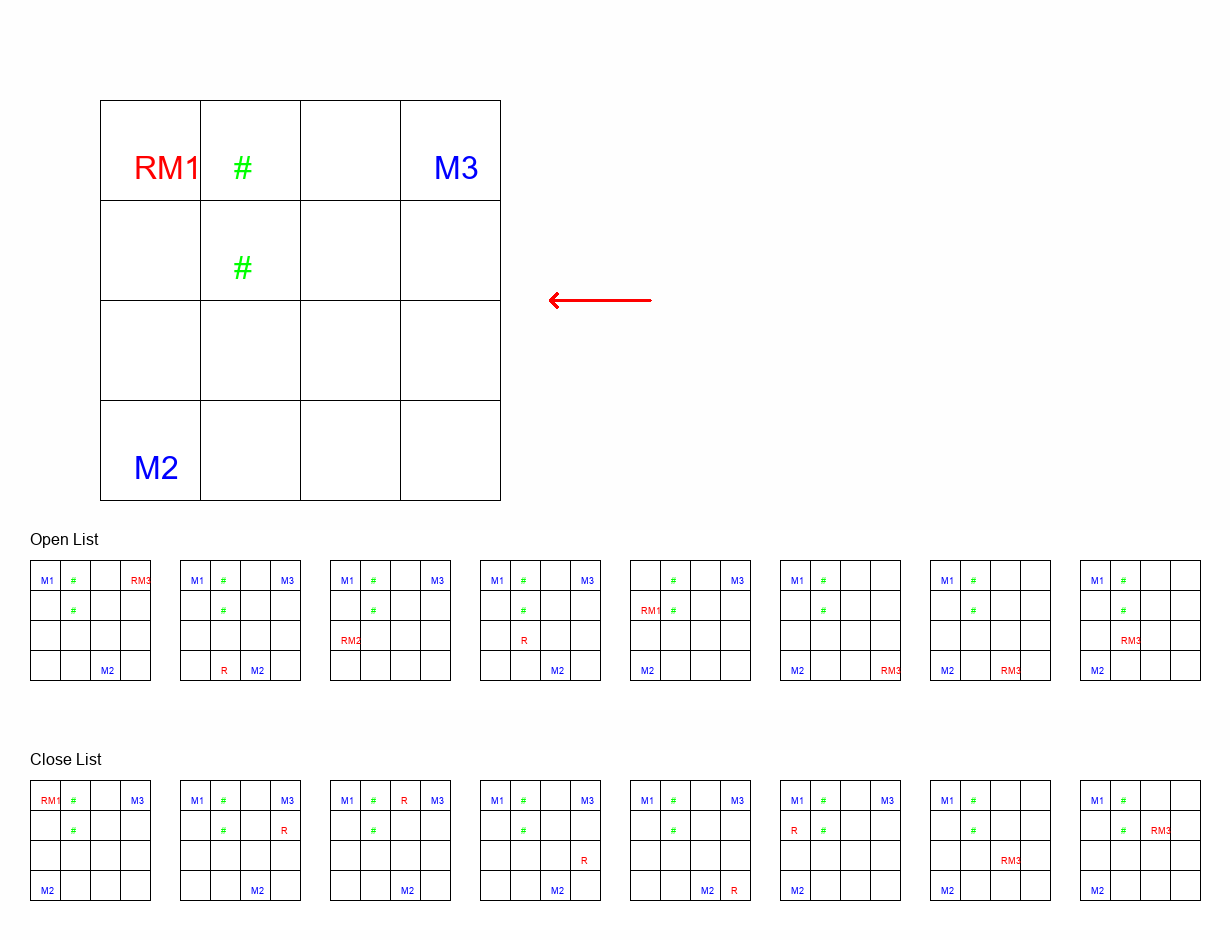 RM1 # M3
#
M2
Open List
M1 # RM3 M1 # M3 M1 # M3 M1 # M3 # M3 M1 # M1 # M1 #
# # # # RM1 # # # #
RM2 R RM3
M2 R M2 M2 M2 M2 RM3 M2 RM3 M2
Close List
RM1 # M3 M1 # M3 M1 # R M3 M1 # M1 # M3 M1 # M3 M1 # M1 #
# # R # # # R # # # RM3
R RM3
M2 M2 M2 M2 M2 R M2 M2 M2